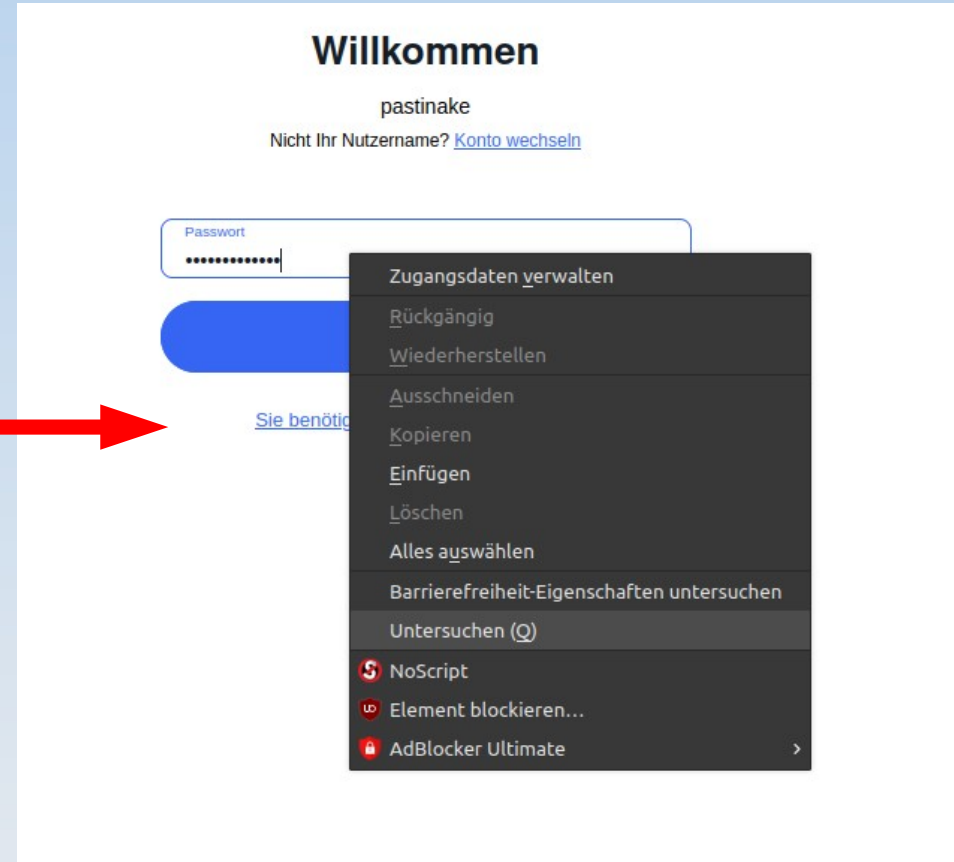 Willkommen
pastinake
Nicht Ihr Nutzername? Konto wechseln
Passwort
•••••••••••••
Sie
Zugangsdaten verwalten
Rückgängig
Wiederherstellen
Ausschneiden
Kopieren
Einfügen
Löschen
Alles auswählen
Barrierefreiheit-Eigenschaften untersuchen
Untersuchen (Q)
NoScript
Element blockieren…
AdBlocker Ultimate